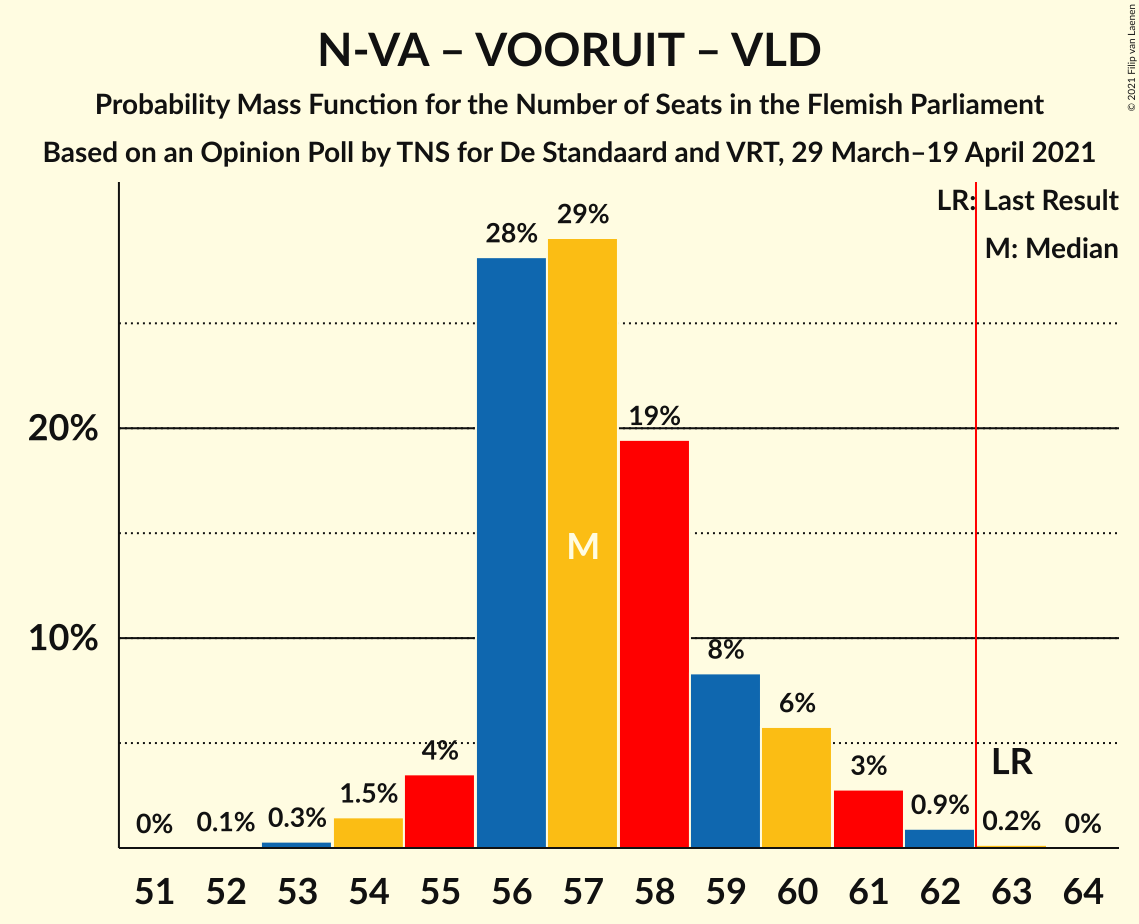 N-VA – VOORUIT – VLD
Probability Mass Function for the Number of Seats in the Flemish Parliament
Based on an Opinion Poll by TNS for De Standaard and VRT, 29 March–19 April 2021
© 2021 Filip van Laenen
LR: Last Result
M: Median
29%
28%
19%
20%
M
10%
8%
6%
4%
3%
LR
1.5%
0.9%
0% 0.1% 0.3% 0.2% 0%
51 52 53 54 55 56 57 58 59 60 61 62 63 64